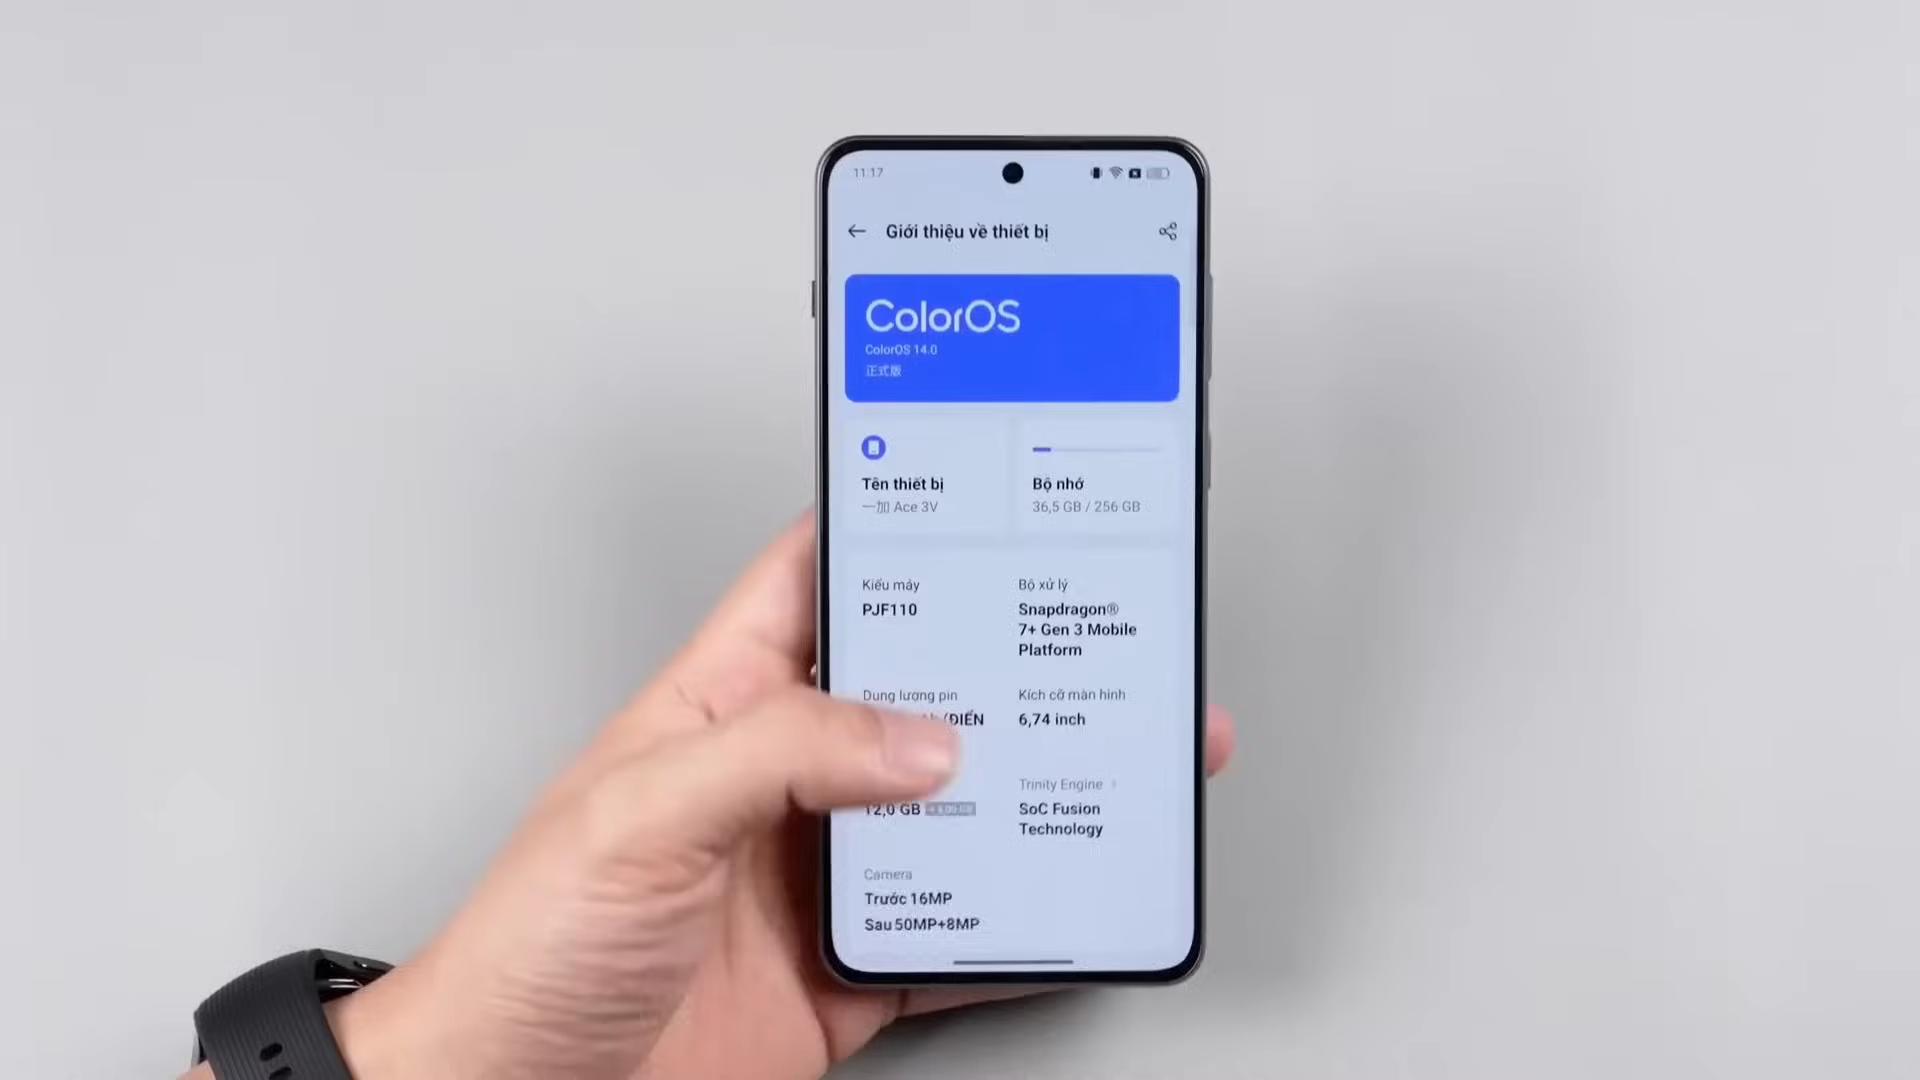 11.17
Giới thiệu về thiết bị
ColorOS
ColorOS 14.0
正式版
Tên thiết bị
一加 Ace 3V
Bộ nhớ
36,5 GB / 256 GB
Kiểu máy
PJF110
Bộ xử lý
Snapdragon®
7+ Gen 3 Mobile
Platform
Dung lượng pin
(ĐIỂN
Kích cỡ màn hình
6,74 inch
12,0 GB
Trinity Engine
SoC Fusion
Technology
Camera
Trước 16MP
Sau 50MP+8MP